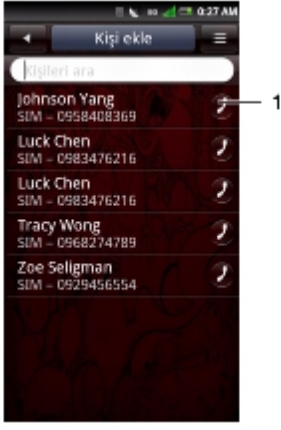 0:27 AM
Kişi ekle
Kişileri ara
Johnson Yang
SIM – 0958408369
1
Luck Chen
SIM – 0983476216
Luck Chen
SIM – 0983476216
Tracy Wong
SIM – 0968274789
Zoe Seligman
SIM – 0929456554